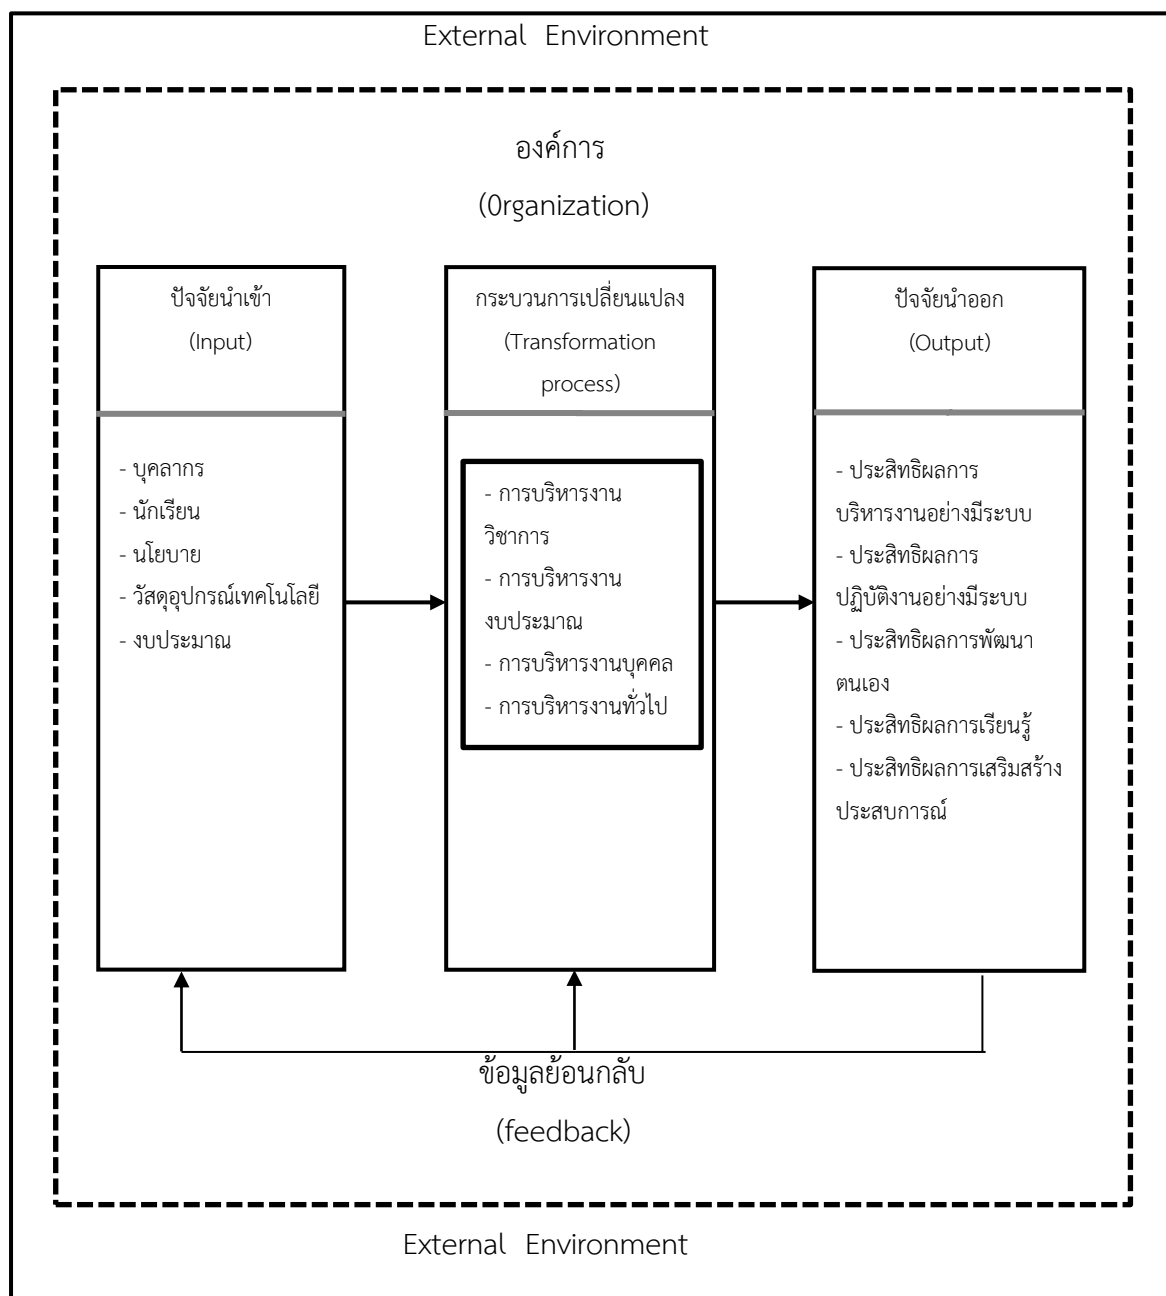 External Environment
องค์การ
(0rganization)
ปัจจัยนำเข้า
(Input)
- บุคลากร
- นักเรียน
- นโยบาย
- วัสดุอุปกรณ์เทคโนโลยี
- งบประมาณ
กระบวนการเปลี่ยนแปลง
(Transformation
process)
- การบริหารงาน
วิชาการ
- การบริหารงาน
งบประมาณ
- การบริหารงานบุคคล
- การบริหารงานทั่วไป
ปัจจัยนำออก
(Output)
- ประสิทธิผลการ
บริหารงานอย่างมีระบบ
- ประสิทธิผลการ
ปฏิบัติงานอย่างมีระบบ
- ประสิทธิผลการพัฒนา
ตนเอง
- ประสิทธิผลการเรียนรู้
- ประสิทธิผลการเสริมสร้าง
ประสบการณ์
ข้อมูลย้อนกลับ
(feedback)
External Environment